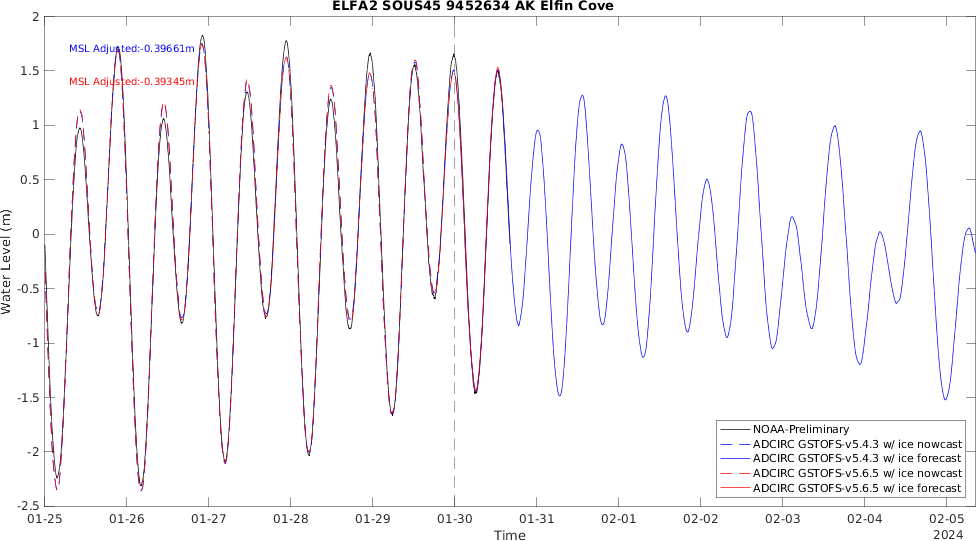 ELFA2 SOUS45 9452634 AK Elfin Cove
MSL Adjusted:-0.39661m
MSL Adjusted:-0.39345m
Water Level (m)
2
1.5
1
0.5
0
-0.5
-1
-1.5
-2
-2.5
NOAA-Preliminary
ADCIRC GSTOFS-v5.4.3 w/ ice nowcast
ADCIRC GSTOFS-v5.4.3 w/ ice forecast
ADCIRC GSTOFS-v5.6.5 w/ ice nowcast
ADCIRC GSTOFS-v5.6.5 w/ ice forecast
01-25 01-26 01-27 01-28 01-29 01-30 01-31 02-01 02-02 02-03 02-04 02-05
Time 2024